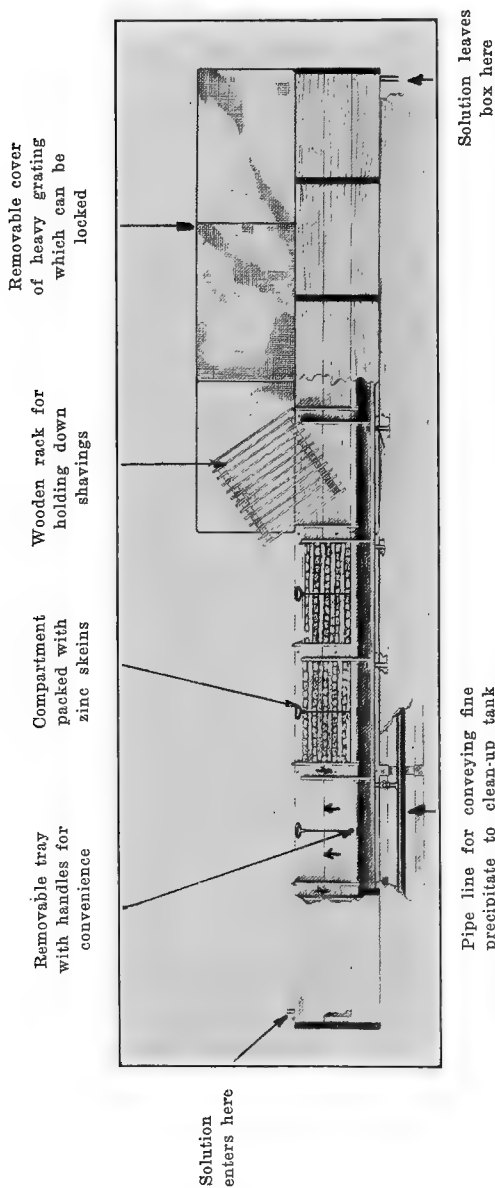 Solution
enters here
Removable tray
with handles for
convenience
Compartment
packed with
zinc skeins
Wooden rack for
holding down
shavings
Removable cover
of heavy grating
which can be
locked
Pipe line for conveying fine
precipitate to clean-up tank
Solution leaves
box here